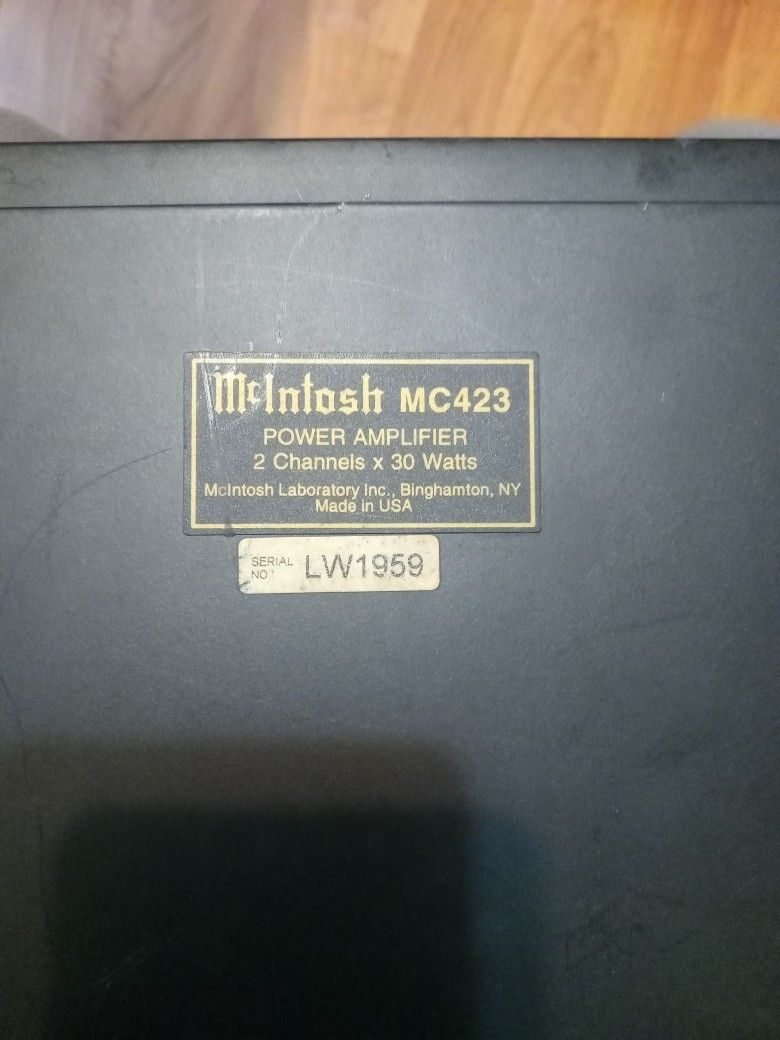 McIntosh MC423
POWER AMPLIFIER
2 Channels x 30 Watts
McIntosh Laboratory Inc., Binghamton, NY
Made in USA
SERIAL NO LW1959